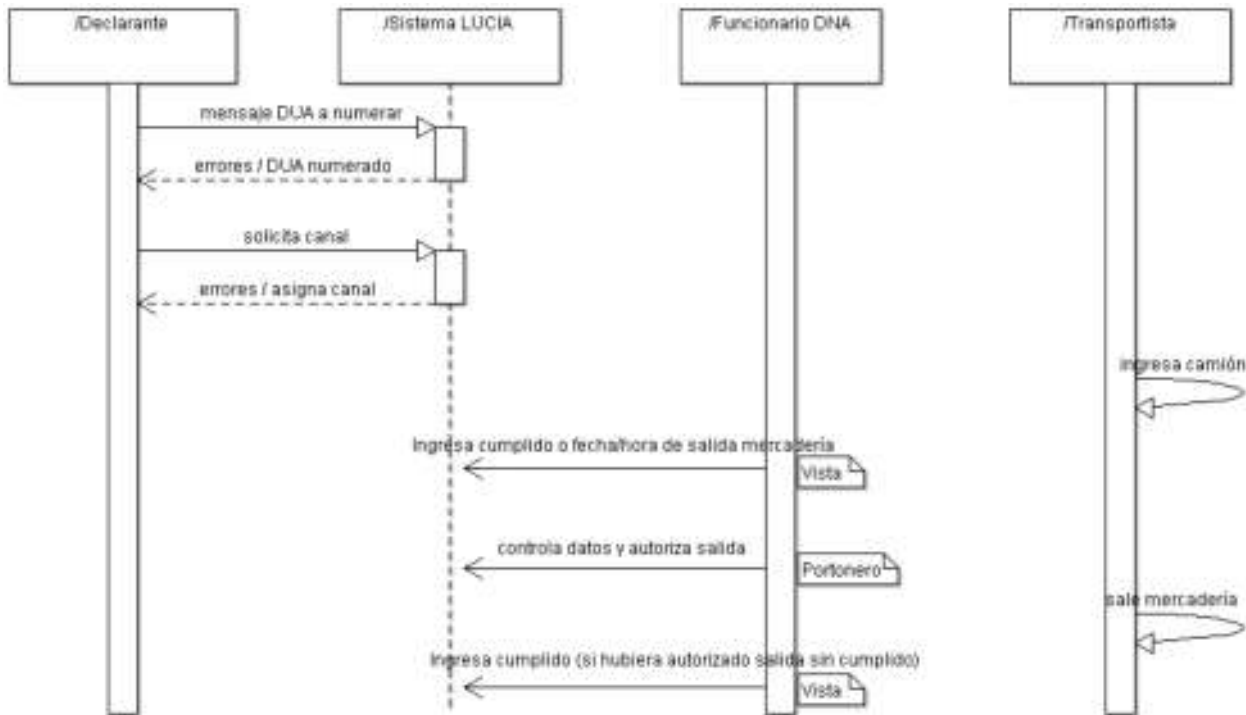 /Declarante
/Sistema LUCIA
/Funcionario DNA
/Transportista
mensaje DUA a numerar
errores / DUA numerado
solicita canal
errores / asigna canal
ingresa camión
Ingresa cumplido o fecha/hora de salida mercadería
Vista
controla datos y autoriza salida
Portonero
sale mercadería
Ingresa cumplido (si hubiera autorizado salida sin cumplido)
Vista